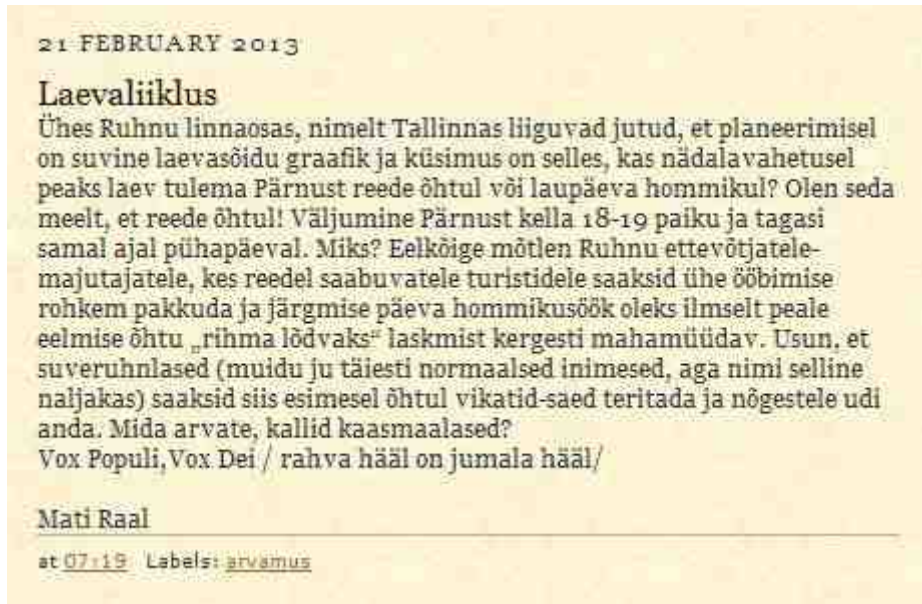 21 FEBRUARY 2013
Laevaliiklus
Ühes Ruhnu linnaosas, nimelt Tallinnas liiguvad jutud, et planeerimisel
on suvine laevasõidu graafik ja küsimus on selles, kas nädalavahetusel
peaks laev tulema Pärnust reede õhtul või laupäeva hommikul? Olen seda
meelt, et reede õhtul! Väljumine Pärnust kella 18-19 paiku ja tagasi
samal ajal pühapäeval. Miks? Eelkõige mõtlen Ruhnu ettevõtjatele-
majutajatele, kes reedel saabuvatele turistidele saaksid ühe ööbimise
rohkem pakkuda ja järgmise päeva hommikusöök oleks ilmselt peale
eelmise õhtu „rihma lõdvaks“ laskmist kergesti mahamüüdav. Usun, et
suveruhnlased (muidu ju täiesti normaalsed inimesed, aga nimi selline
naljakas) saaksid siis esimesel õhtul vikatid-saed teritada ja nõgestele udi
anda. Mida arvate, kallid kaasmaalased?
Vox Populi,Vox Dei / rahva hääl on jumala hääl/
Mati Raal
at 07:19 Labels: arvamus